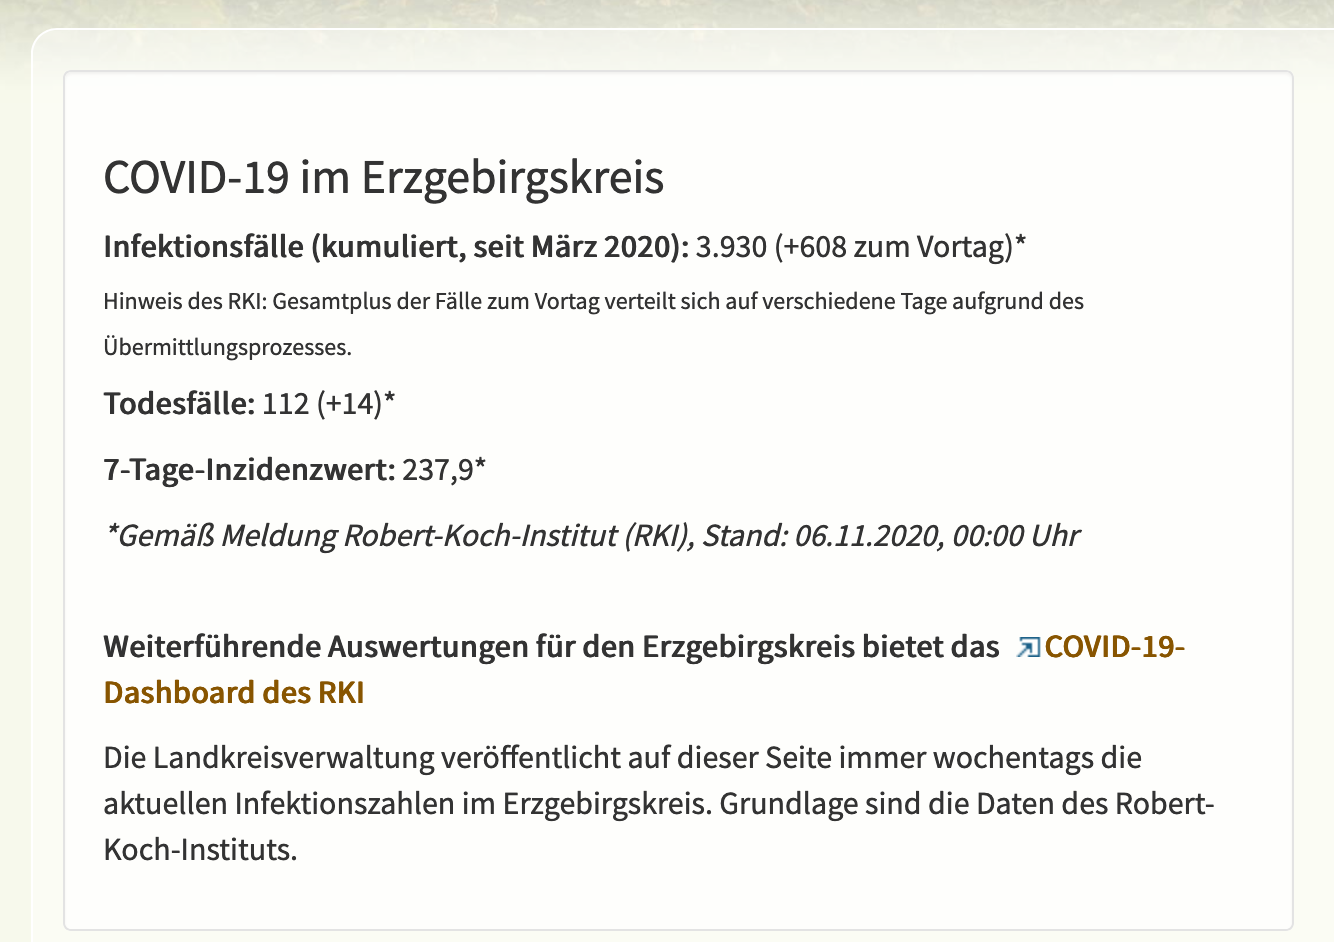 COVID-19 im Erzgebirgskreis
Infektionsfälle (kumuliert, seit März 2020): 3.930 (+608 zum Vortag)*
Hinweis des RKI: Gesamtplus der Fälle zum Vortag verteilt sich auf verschiedene Tage aufgrund des
Übermittlungsprozesses.
Todesfälle: 112 (+14)*
7-Tage-Inzidenzwert: 237,9*
*Gemäß Meldung Robert-Koch-Institut (RKI), Stand: 06.11.2020, 00:00 Uhr
Weiterführende Auswertungen für den Erzgebirgskreis bietet das COVID-19-
Dashboard des RKI
Die Landkreisverwaltung veröffentlicht auf dieser Seite immer wochentags die
aktuellen Infektionszahlen im Erzgebirgskreis. Grundlage sind die Daten des Robert-
Koch-Instituts.